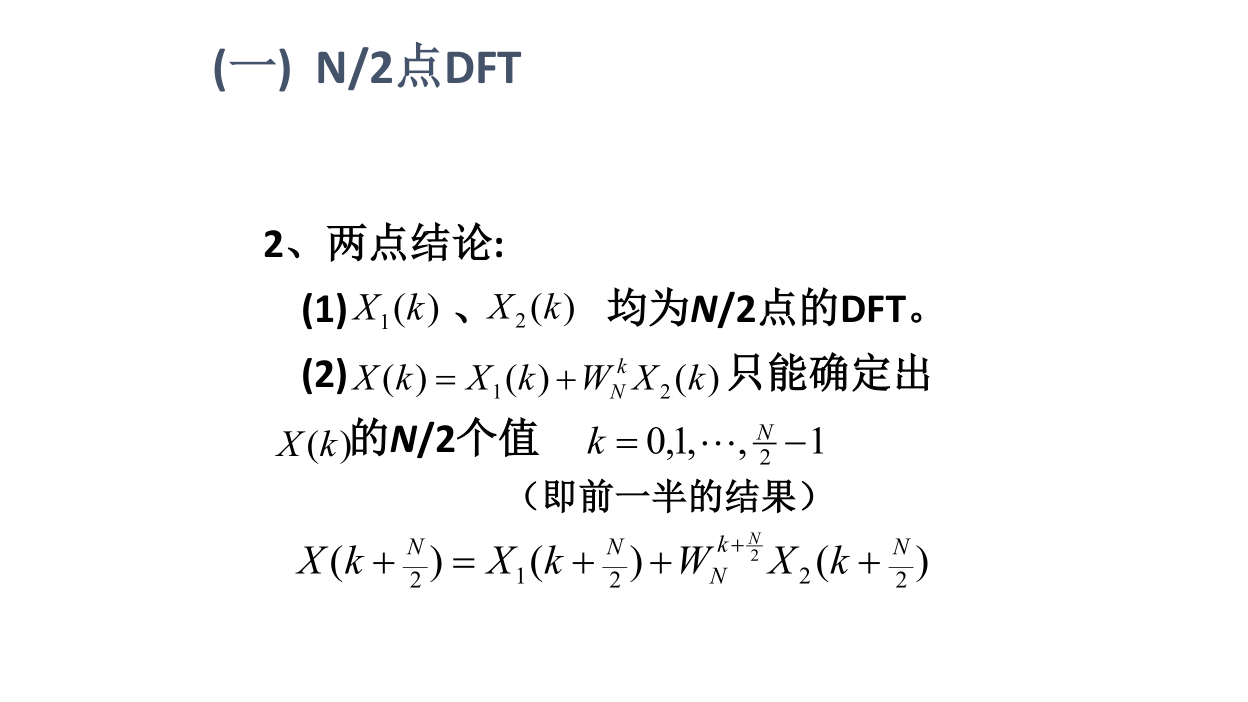 (一) N/2点DFT
2、两点结论:
(1) X₁(k) 、X₂(k) 均为N/2点的DFT。
(2) X(k) = X₁(k) + W_N^k X₂(k) 只能确定出
X(k)的N/2个值 k = 0,1,⋯, N/2 −1
（即前一半的结果）
X(k + N/2) = X₁(k + N/2) + W_N^(k+N/2) X₂(k + N/2)